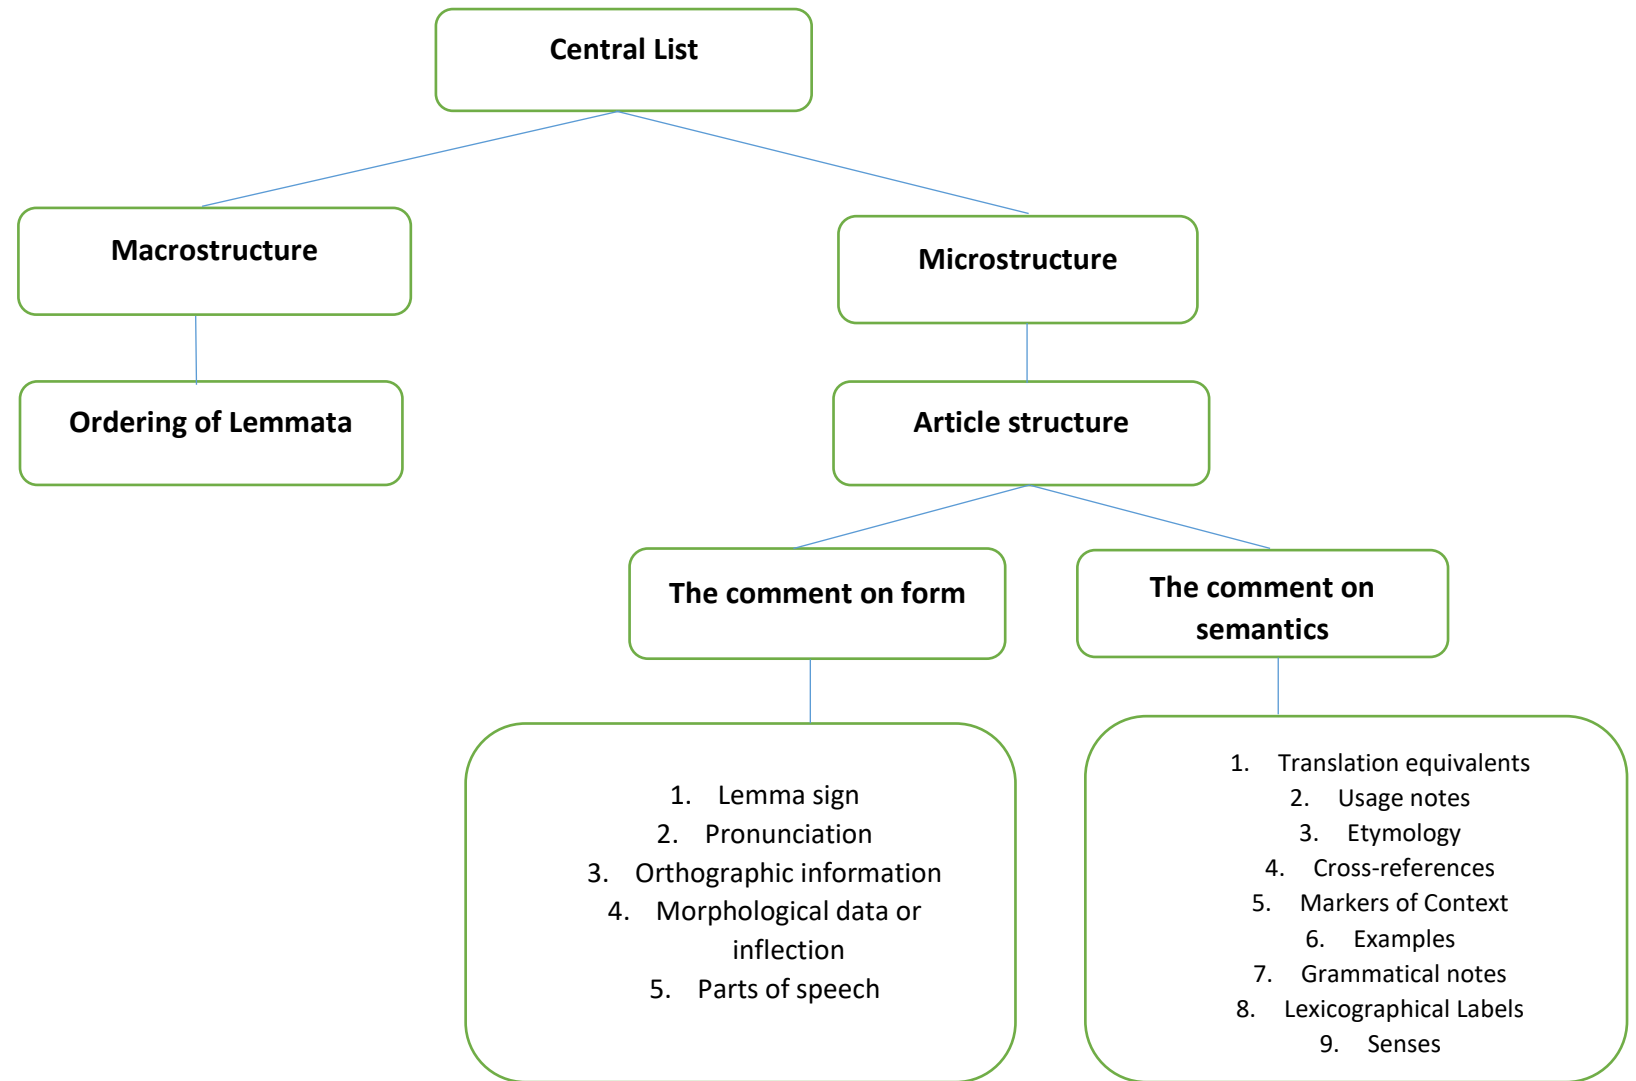 Central List
Macrostructure
Microstructure
Ordering of Lemmata
Article structure
The comment on form
The comment on
semantics
1. Lemma sign
2. Pronunciation
3. Orthographic information
4. Morphological data or
inflection
5. Parts of speech
1. Translation equivalents
2. Usage notes
3. Etymology
4. Cross-references
5. Markers of Context
6. Examples
7. Grammatical notes
8. Lexicographical Labels
9. Senses